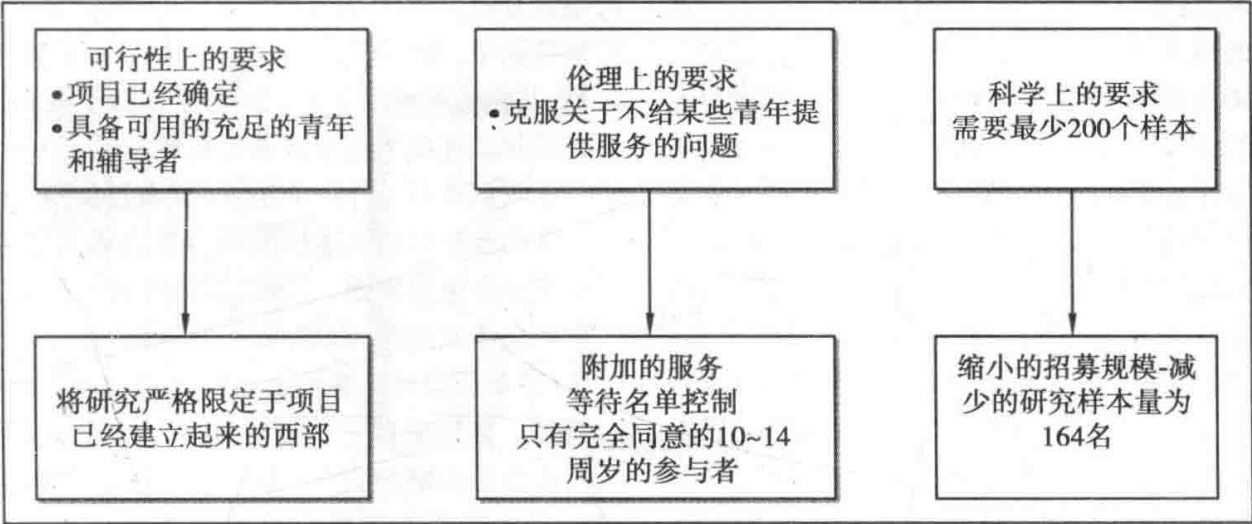 可行性上的要求
•项目已经确定
•具备可用的充足的青年
和辅导者
伦理上的要求
•克服关于不给某些青年提
供服务的问题
科学上的要求
需要最少200个样本
将研究严格限定于项目
已经建立起来的西部
附加的服务
等待名单控制
只有完全同意的10~14
周岁的参与者
缩小的招募规模-减
少的研究样本量为
164名